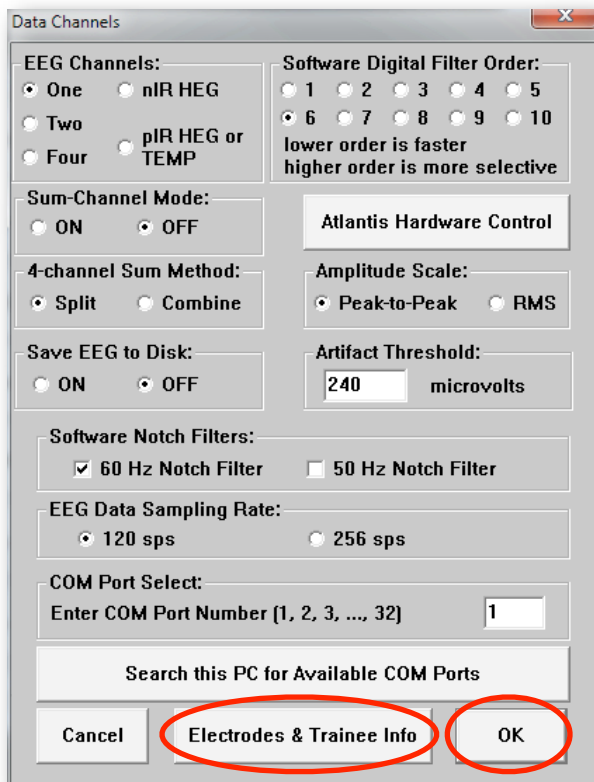 Data Channels
x
EEG Channels:
One
nIR HEG
Two
pIR HEG or
TEMP
Four
Software Digital Filter Order:
1 2 3 4 5
6 7 8 9 10
lower order is faster
higher order is more selective
Sum-Channel Mode:
ON OFF
Atlantis Hardware Control
4-channel Sum Method:
Split Combine
Amplitude Scale:
Peak-to-Peak RMS
Save EEG to Disk:
ON OFF
Artifact Threshold:
240 microvolts
Software Notch Filters:
60 Hz Notch Filter 50 Hz Notch Filter
EEG Data Sampling Rate:
120 sps 256 sps
COM Port Select:
Enter COM Port Number (1, 2, 3, ..., 32) 1
Search this PC for Available COM Ports
Cancel Electrodes & Trainee Info OK